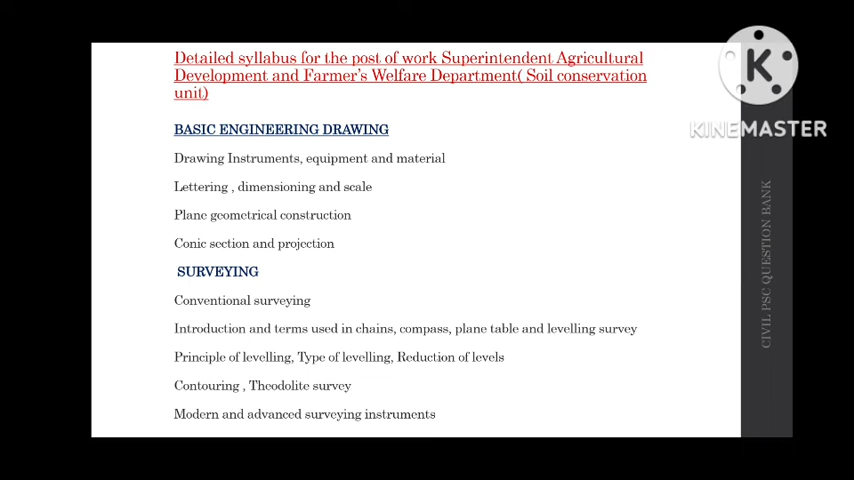 Detailed syllabus for the post of work Superintendent Agricultural
Development and Farmer's Welfare Department( Soil conservation
unit)
BASIC ENGINEERING DRAWING
Drawing Instruments, equipment and material
Lettering , dimensioning and scale
Plane geometrical construction
Conic section and projection
SURVEYING
Conventional surveying
Introduction and terms used in chains, compass, plane table and levelling survey
Principle of levelling, Type of levelling, Reduction of levels
Contouring , Theodolite survey
Modern and advanced surveying instruments
K
KINEMASTER
CIVIL PSC QUESTION BANK